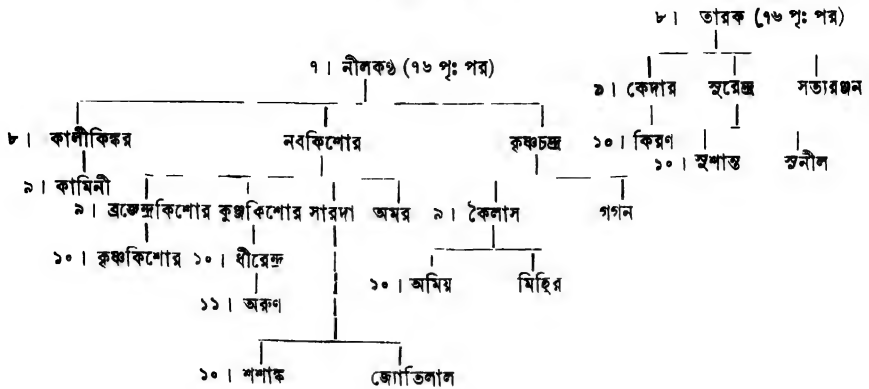 ৮। তারক (৭৬ পৃঃ পর)
৭। নীলকণ্ঠ (৭৬ পৃঃ পর)
৯। কেদার সুরেন্দ্র সত্যরঞ্জন
৮। কালীকিঙ্কর নবকিশোর কৃষ্ণচন্দ্র ১০। কিরণ
১০। সুশান্ত সুনীল
৯। কামিনী
৯। ব্রজেন্দ্রকিশোর কুঞ্জকিশোর সারদা অমর ৯। কৈলাস গগন
১০। কৃষ্ণকিশোর ১০। ধীরেন্দ্র
১০। অমিয় মিহির
১১। অরুণ
১০। শশাঙ্ক জ্যোতিলাল